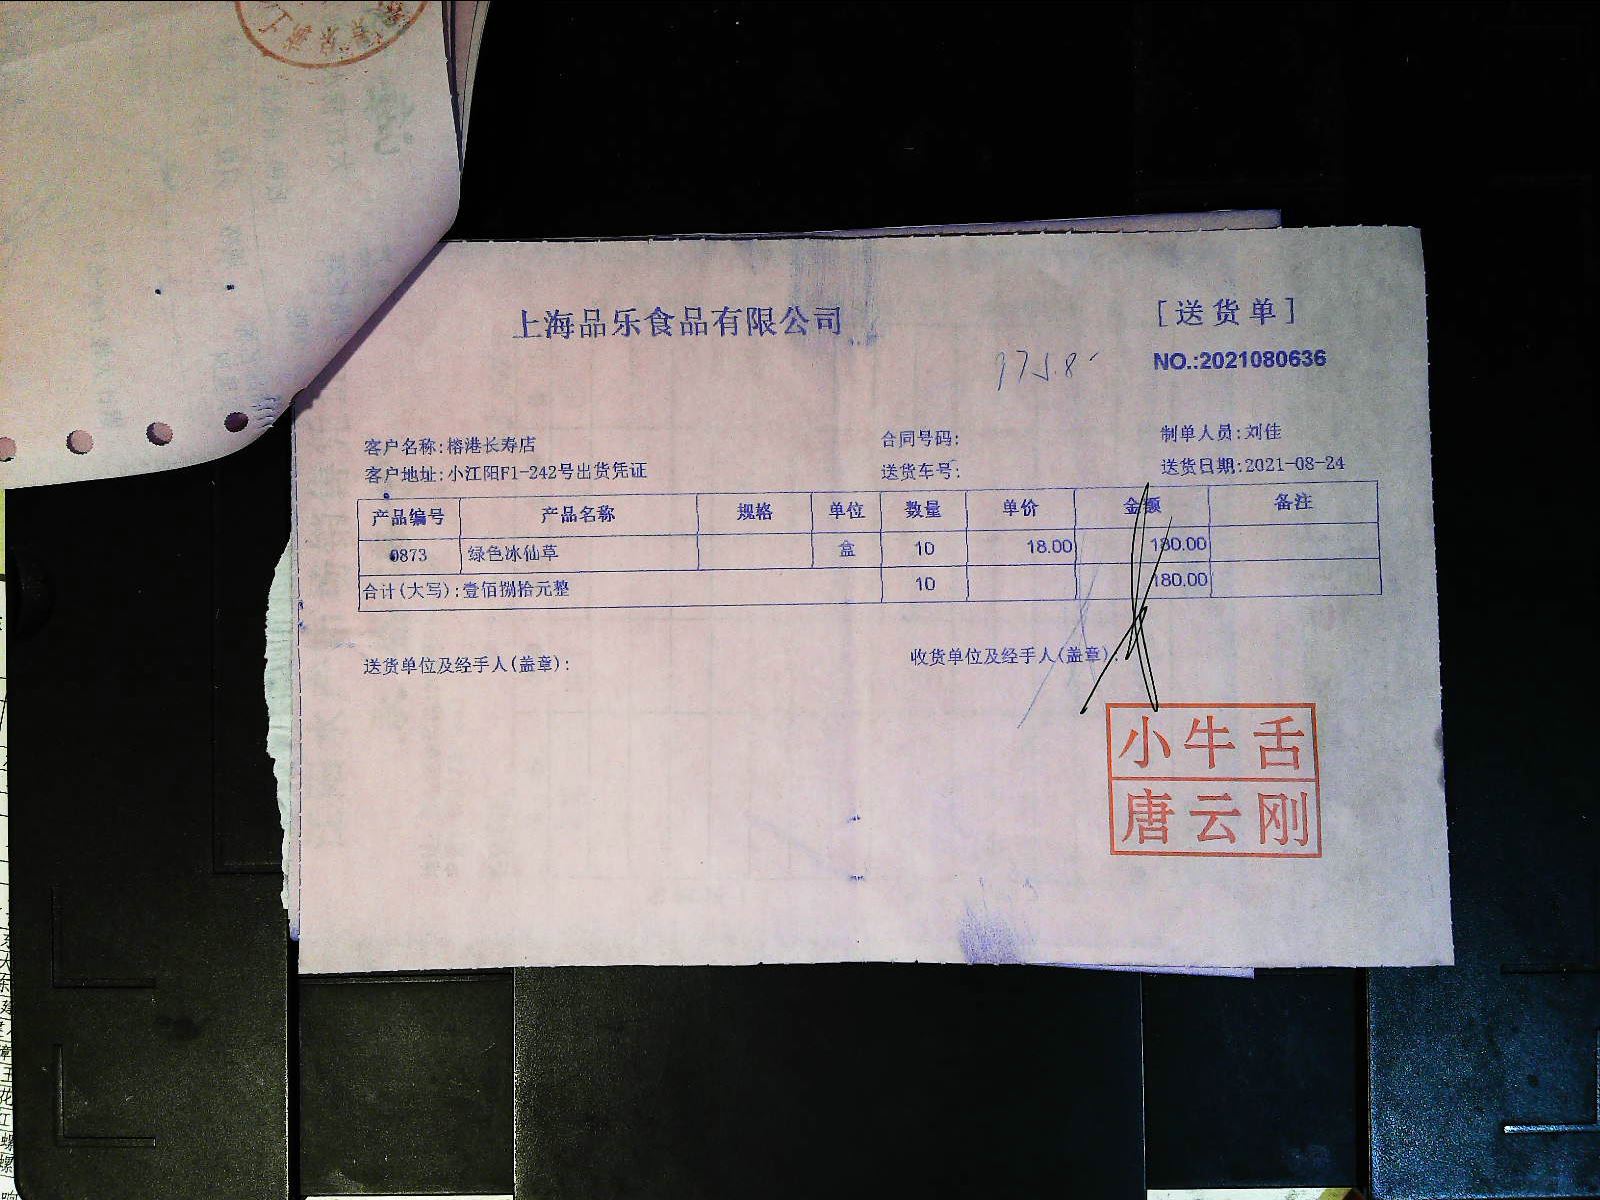 上海品乐食品有限公司
[送货单]
975.8
NO.:2021080636
客户名称:榕港长寿店 合同号码: 制单人员:刘佳
客户地址:小江阳F1-242号出货凭证 送货车号: 送货日期:2021-08-24
产品编号 产品名称 规格 单位 数量 单价 金额 备注
0873 绿色冰仙草 盒 10 18.00 180.00
合计(大写):壹佰捌拾元整 10 180.00
送货单位及经手人(盖章): 收货单位及经手人(盖章):
小牛舌
唐云刚